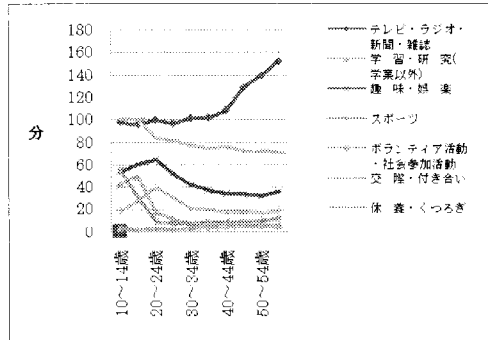 180
160
140
120
100
80
60
40
20
0
分
10～14歳
20～24歳
30～34歳
40～44歳
50～54歳
テレビ・ラジオ・
新聞・雑誌
学習・研究(
学業以外)
趣味・娯楽
スポーツ
ボランティア活動
・社会参加活動
交際・付き合い
休養・くつろぎ